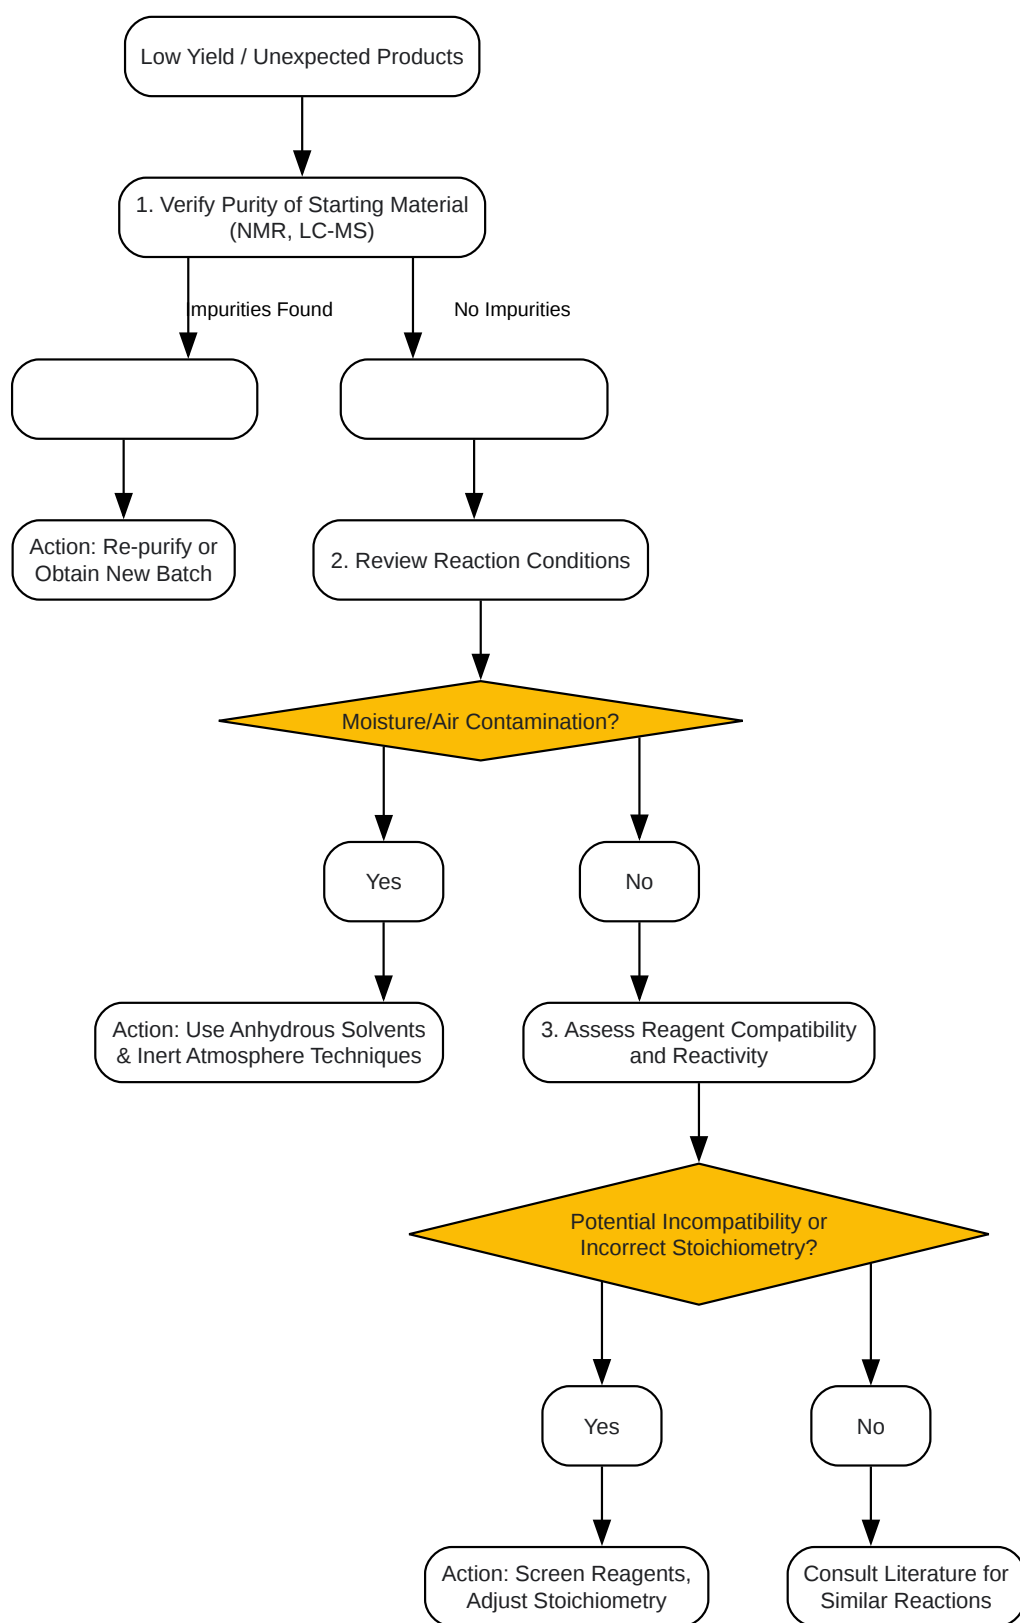 Low Yield / Unexpected Products
1. Verify Purity of Starting Material
(NMR, LC-MS)
Impurities Found
No Impurities
Action: Re-purify or
Obtain New Batch
2. Review Reaction Conditions
Moisture/Air Contamination?
Yes
No
Action: Use Anhydrous Solvents
& Inert Atmosphere Techniques
3. Assess Reagent Compatibility
and Reactivity
Potential Incompatibility or
Incorrect Stoichiometry?
Yes
No
Action: Screen Reagents,
Adjust Stoichiometry
Consult Literature for
Similar Reactions